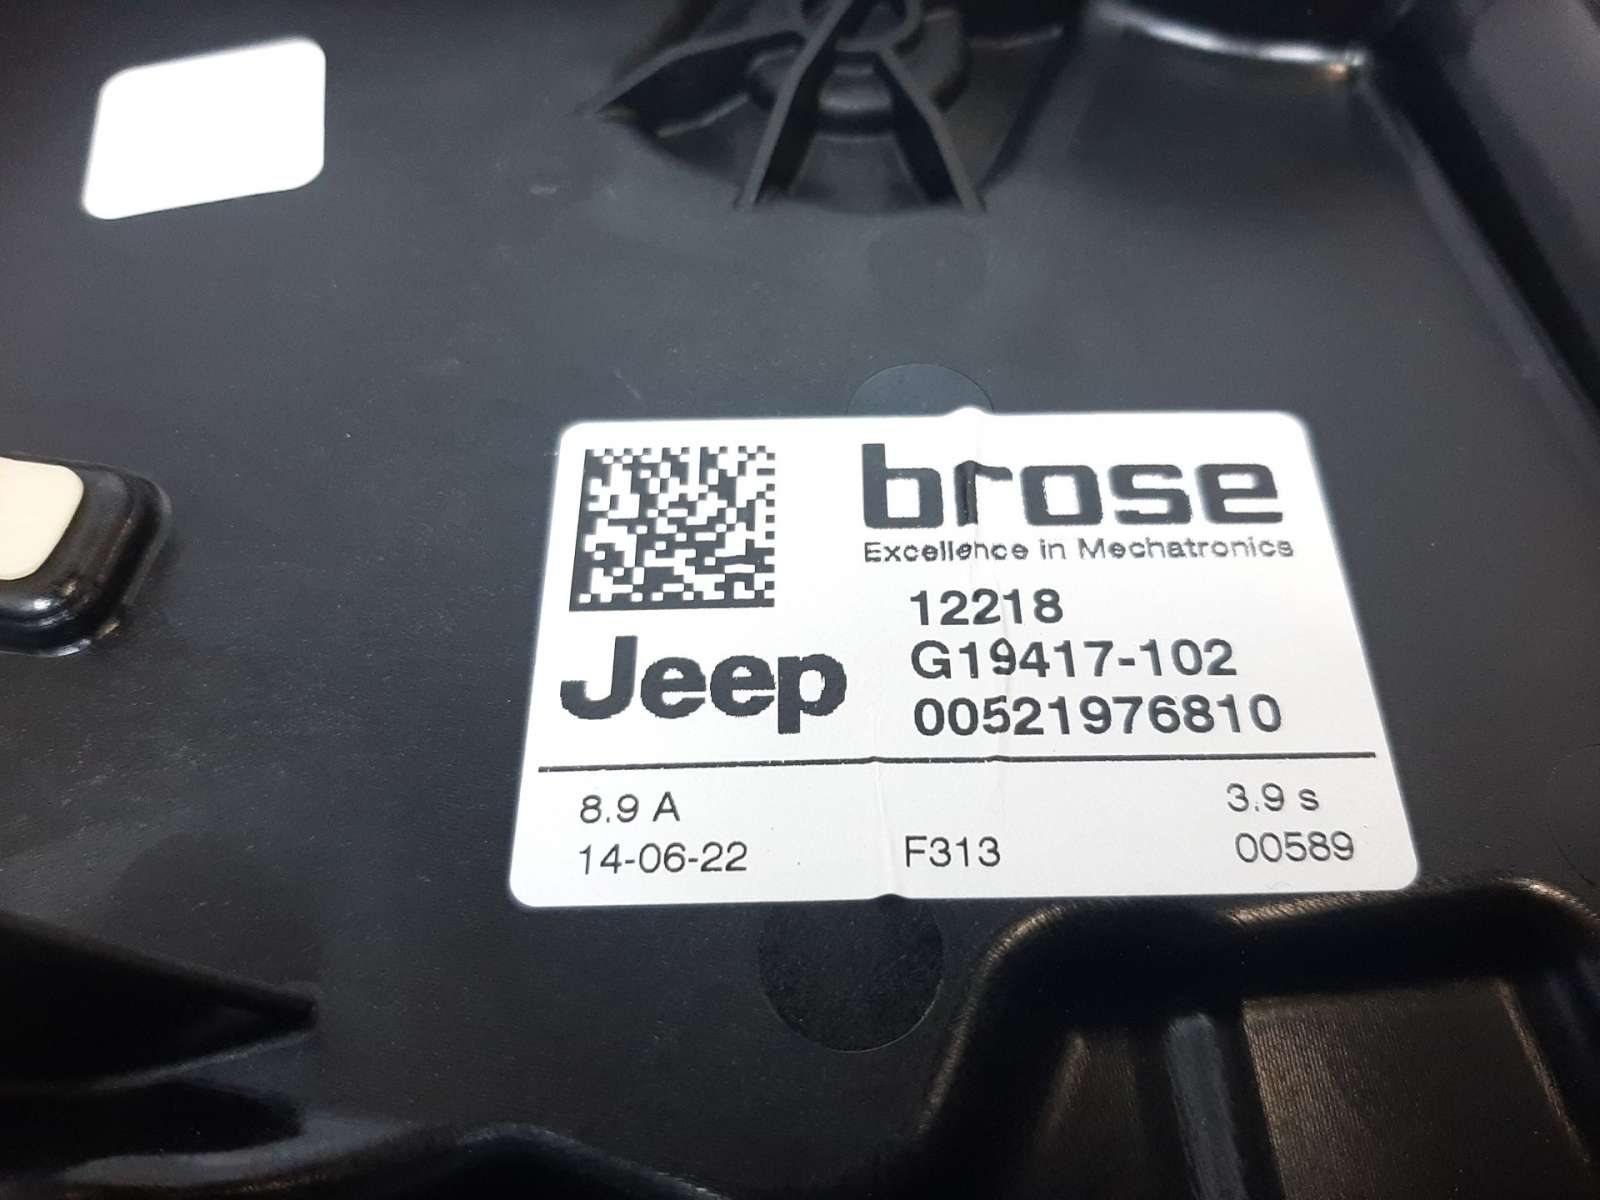 brose
Excellence in Mechatronics
12218
G19417-102
00521976810
Jeep
8.9 A
3.9 s
14-06-22
F313
00589